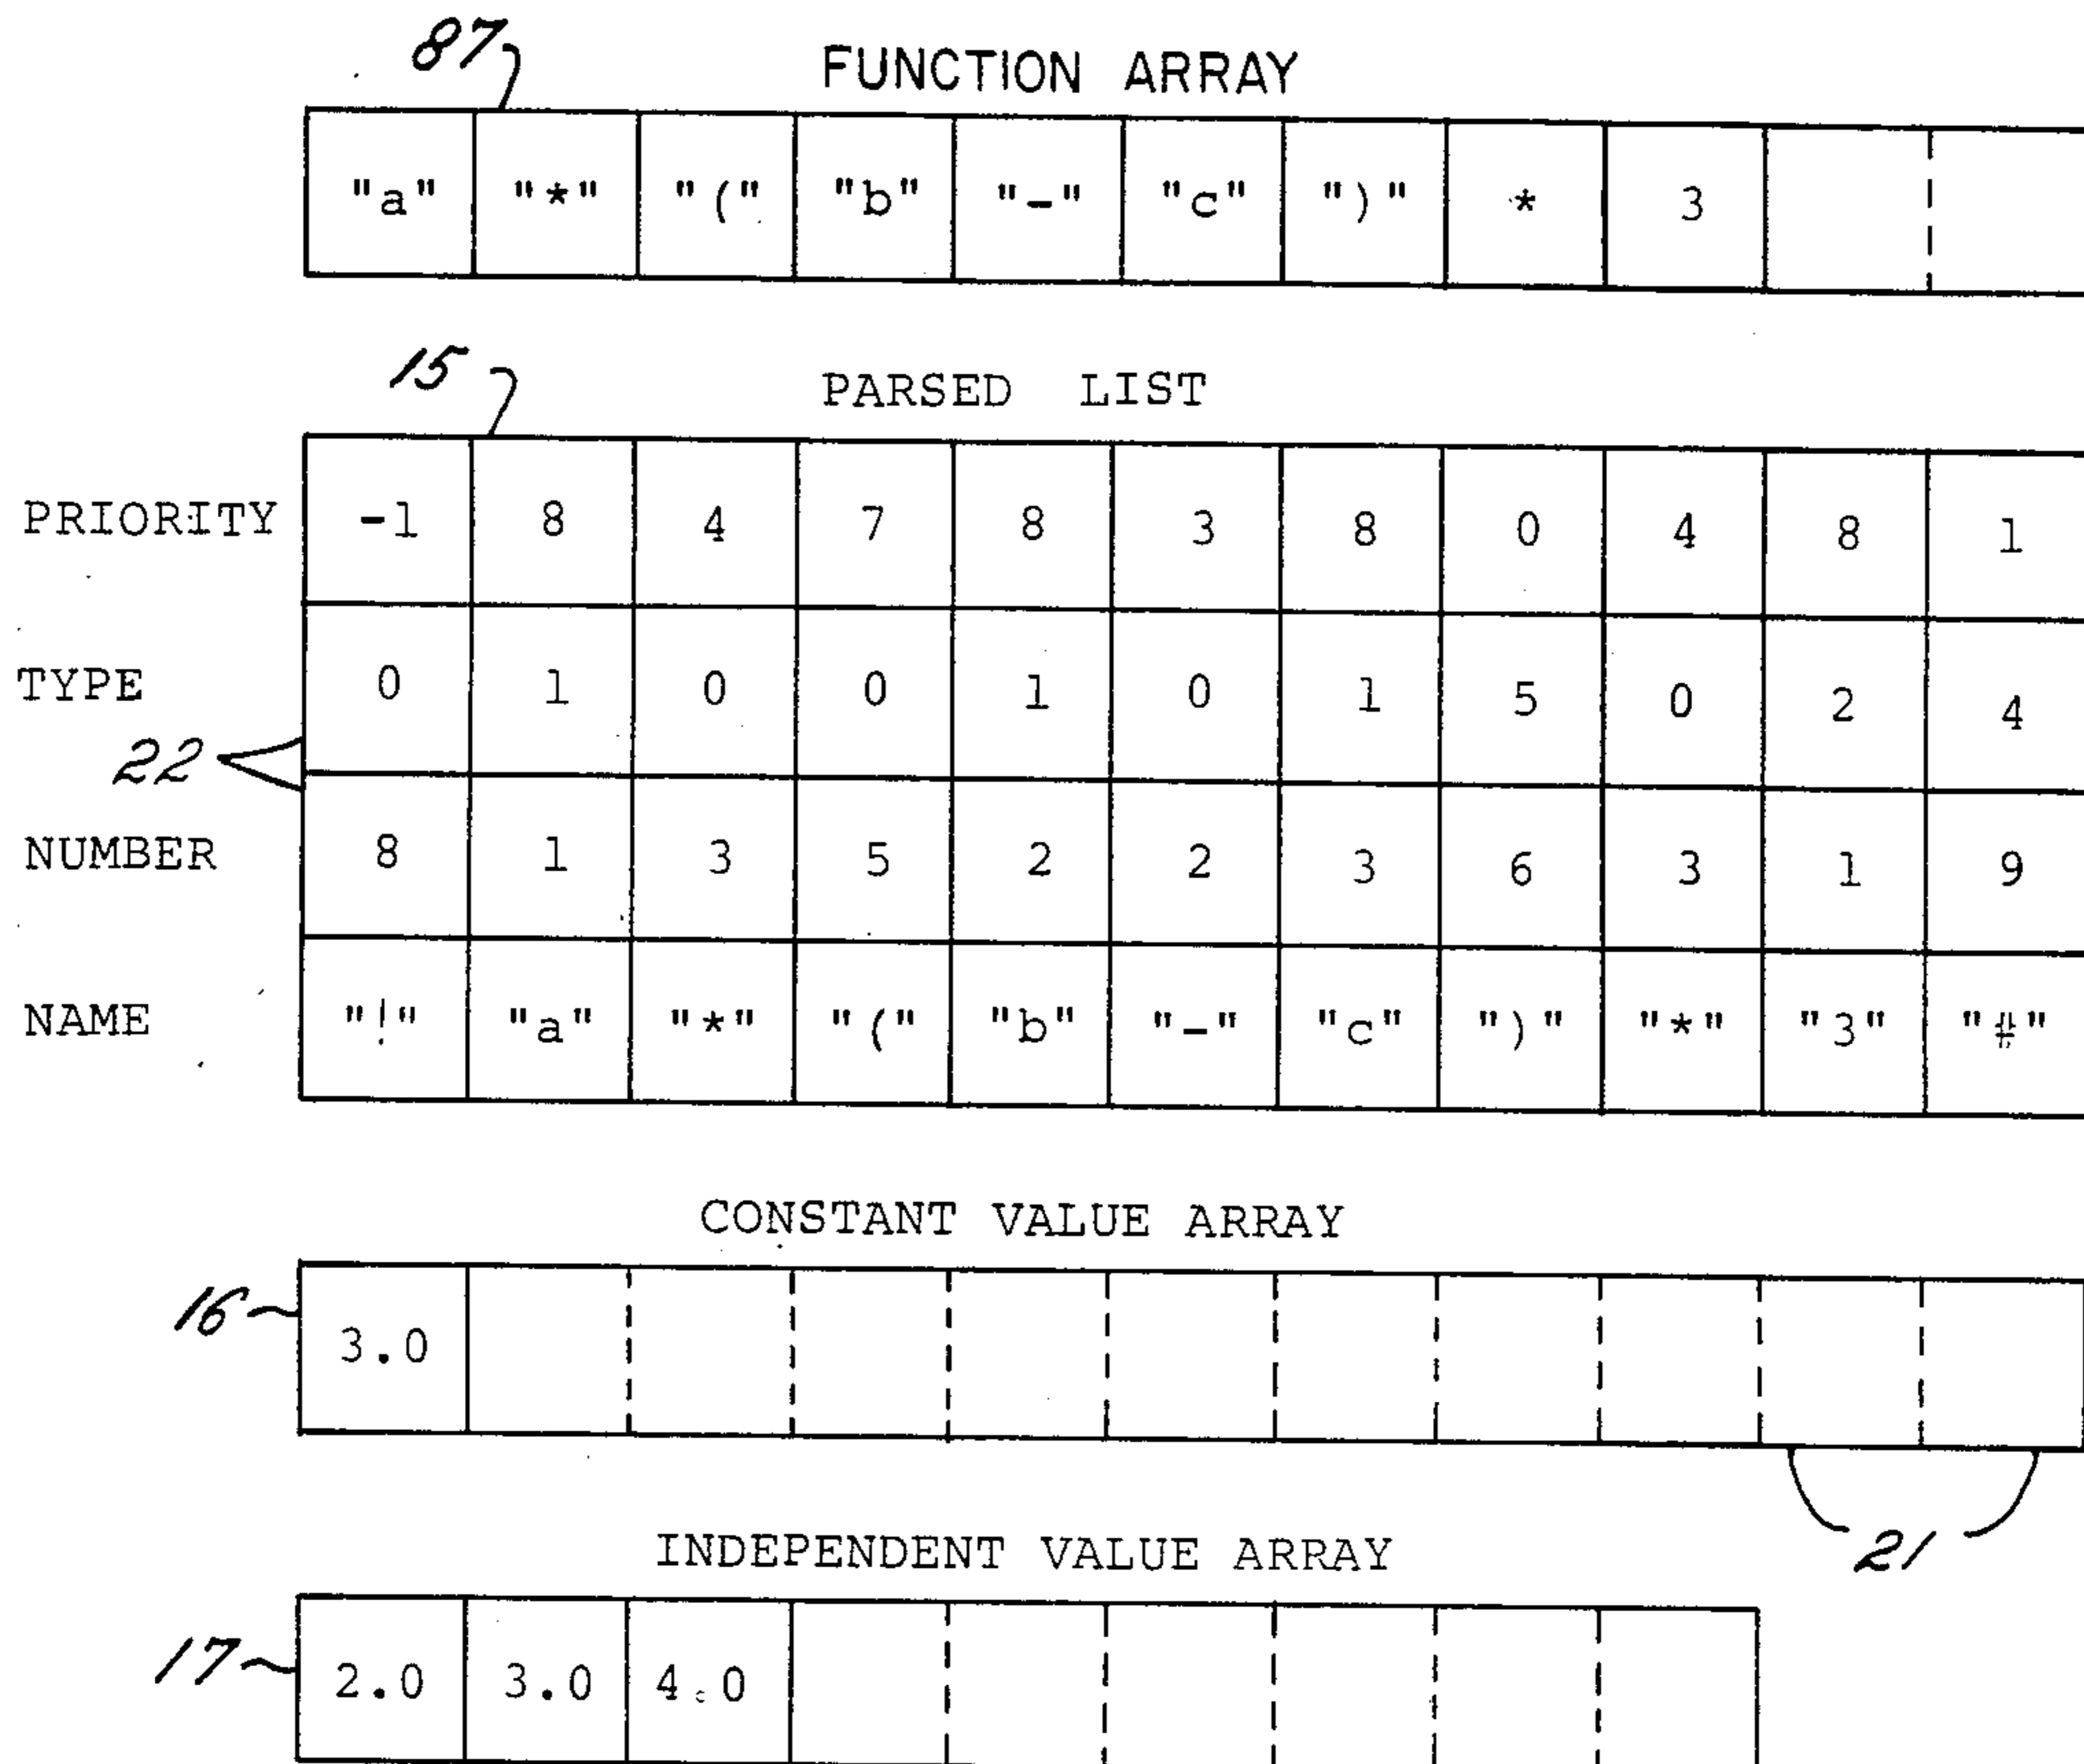 87 FUNCTION ARRAY
"a" "*" "(" "b" "-" "c" ")" * 3
15 PARSED LIST
PRIORITY -1 8 4 7 8 3 8 0 4 8 1
TYPE 0 1 0 0 1 0 1 5 0 2 4
22
NUMBER 8 1 3 5 2 2 3 6 3 1 9
NAME "!" "a" "*" "(" "b" "-" "c" ")" "*" "3" "#"
CONSTANT VALUE ARRAY
16 3.0
21
INDEPENDENT VALUE ARRAY
17 2.0 3.0 4.0